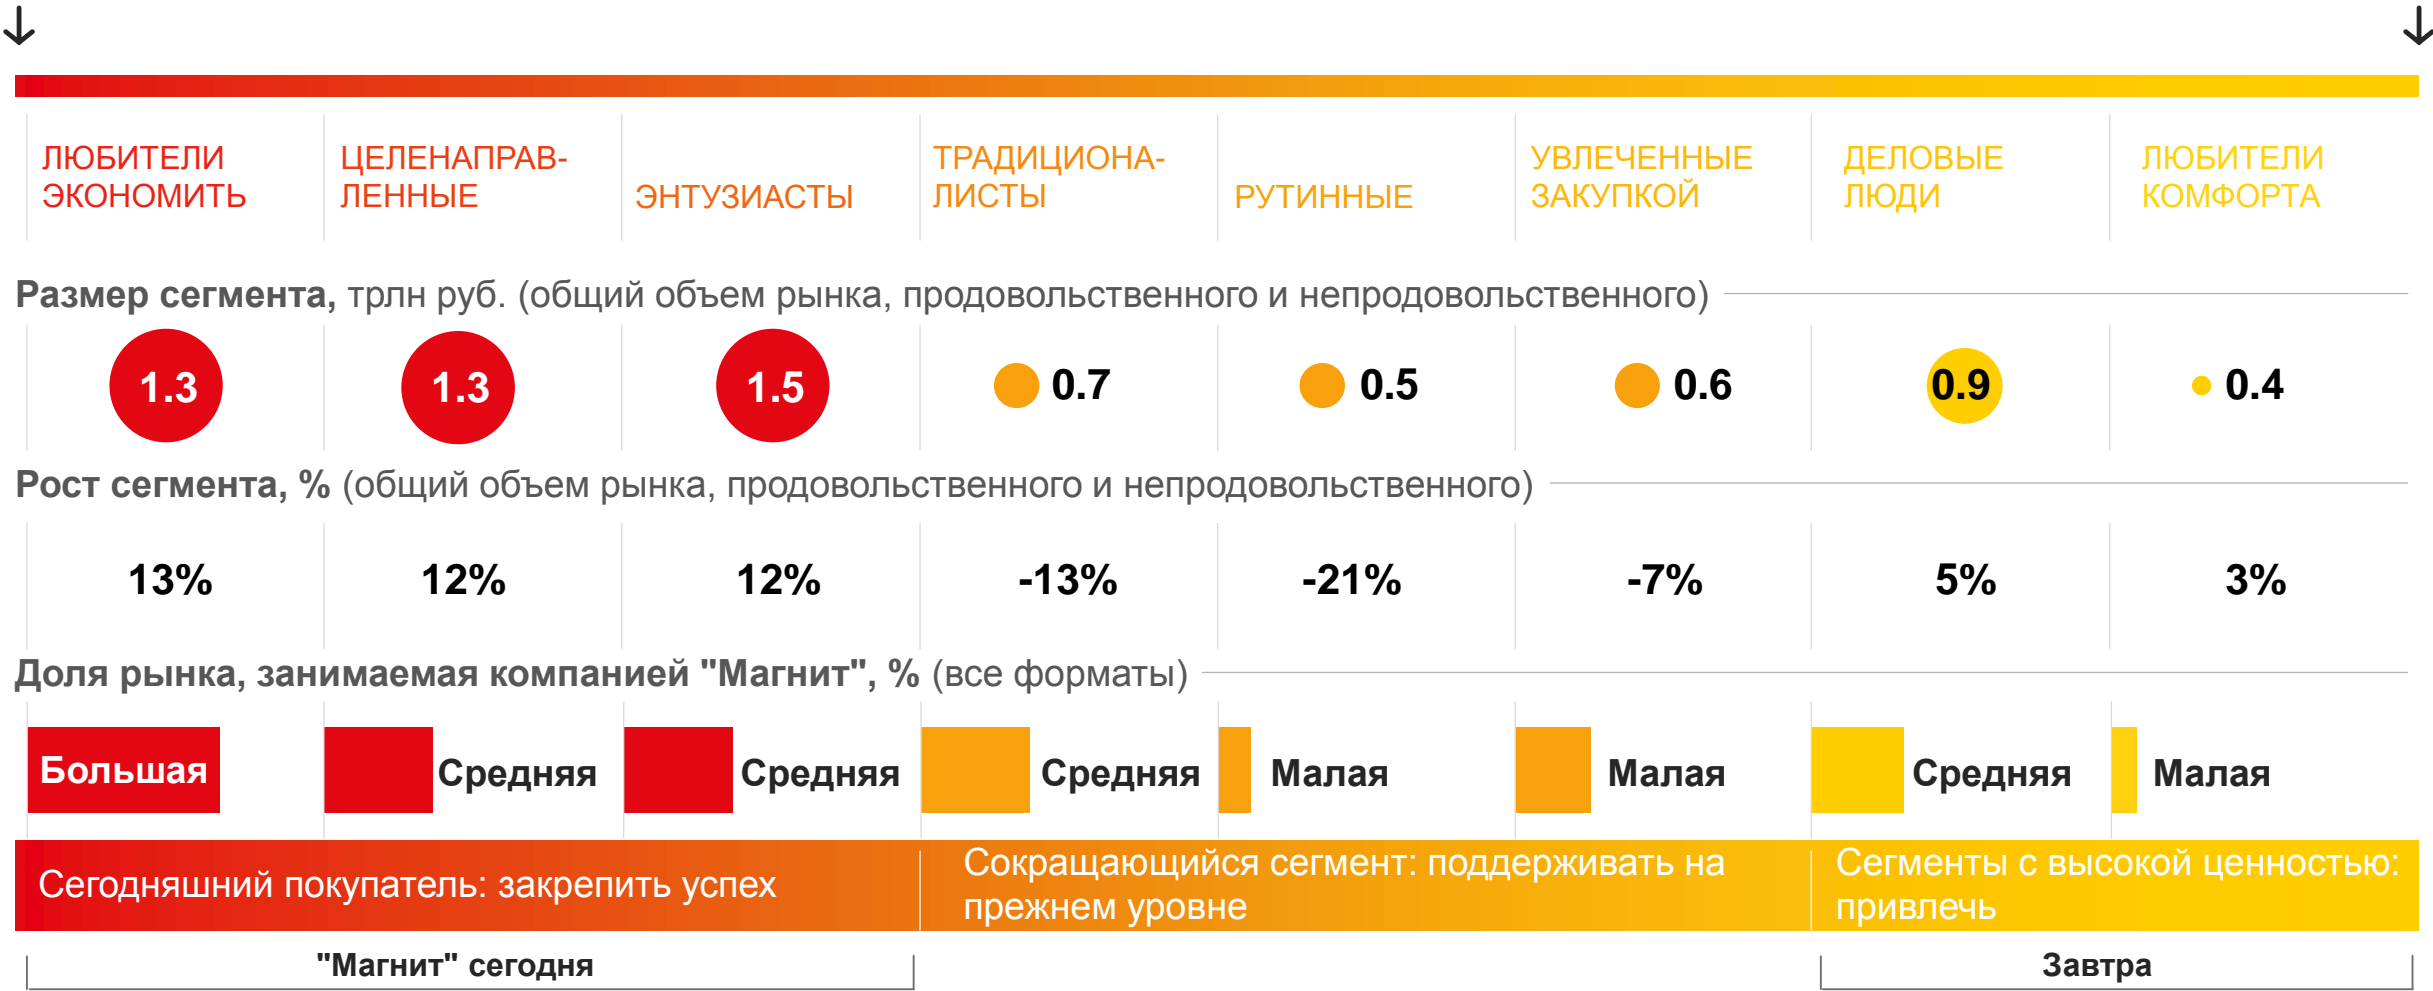 ЛЮБИТЕЛИ
ЭКОНОМИТЬ
ЦЕЛЕНАПРАВ-
ЛЕННЫЕ
ЭНТУЗИАСТЫ
ТРАДИЦИОНА-
ЛИСТЫ
РУТИННЫЕ
УВЛЕЧЕННЫЕ
ЗАКУПКОЙ
ДЕЛОВЫЕ
ЛЮДИ
ЛЮБИТЕЛИ
КОМФОРТА
Размер сегмента, трлн руб. (общий объем рынка, продовольственного и непродовольственного)
1.3
1.3
1.5
0.7
0.5
0.6
0.9
0.4
Рост сегмента, % (общий объем рынка, продовольственного и непродовольственного)
13%
12%
12%
-13%
-21%
-7%
5%
3%
Доля рынка, занимаемая компанией "Магнит", % (все форматы)
Большая
Средняя
Средняя
Средняя
Малая
Малая
Средняя
Малая
Сегодняшний покупатель: закрепить успех
Сокращающийся сегмент: поддерживать на
прежнем уровне
Сегменты с высокой ценностью:
привлечь
"Магнит" сегодня
Завтра